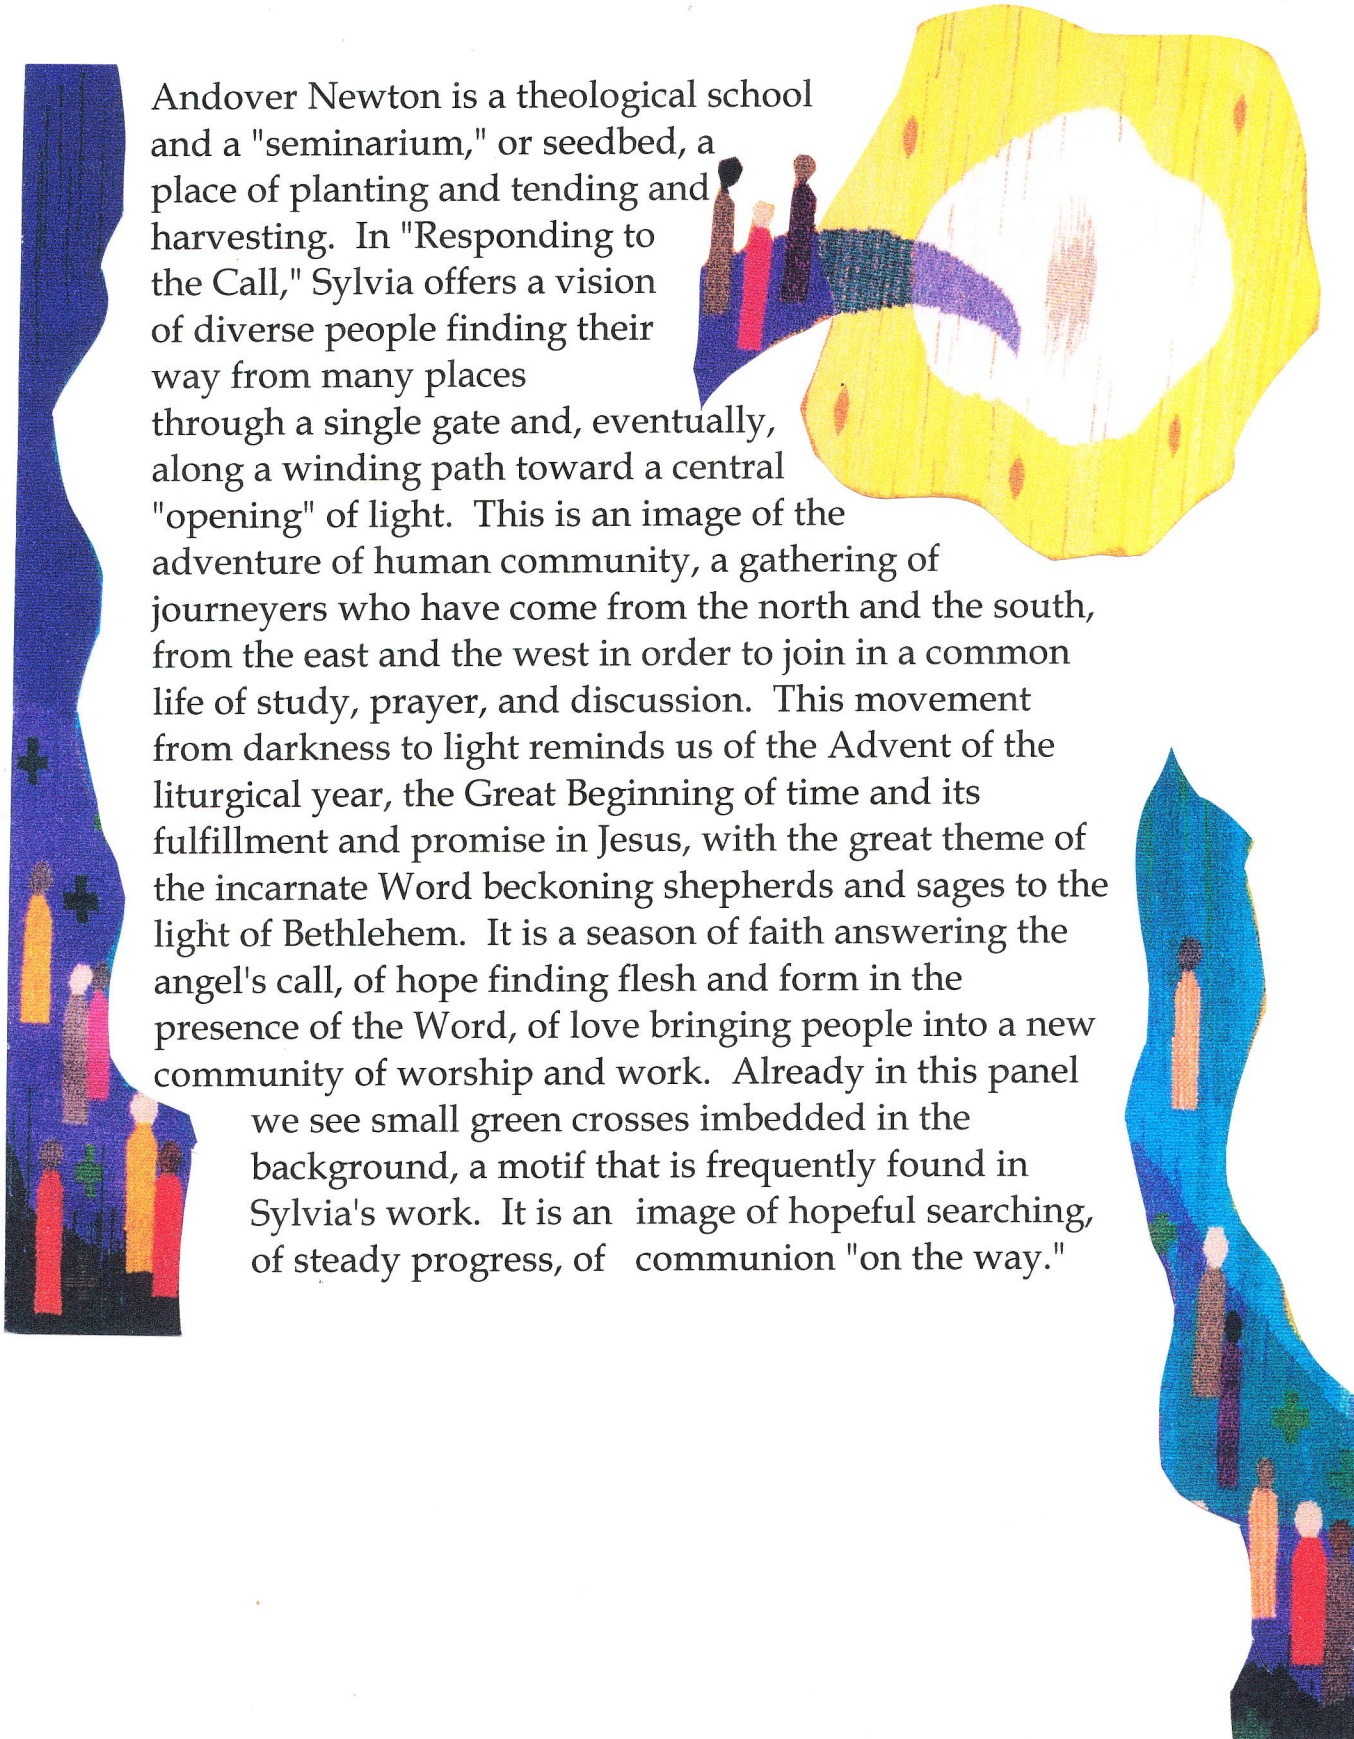 Andover Newton is a theological school
and a "seminarium," or seedbed, a
place of planting and tending and
harvesting.  In "Responding to
the Call," Sylvia offers a vision
of diverse people finding their
way from many places
through a single gate and, eventually,
along a winding path toward a central
"opening" of light.  This is an image of the
adventure of human community, a gathering of
journeyers who have come from the north and the south,
from the east and the west in order to join in a common
life of study, prayer, and discussion.  This movement
from darkness to light reminds us of the Advent of the
liturgical year, the Great Beginning of time and its
fulfillment and promise in Jesus, with the great theme of
the incarnate Word beckoning shepherds and sages to the
light of Bethlehem.  It is a season of faith answering the
angel's call, of hope finding flesh and form in the
presence of the Word, of love bringing people into a new
community of worship and work.  Already in this panel
we see small green crosses imbedded in the
background, a motif that is frequently found in
Sylvia's work.  It is an  image of hopeful searching,
of steady progress, of  communion "on the way."